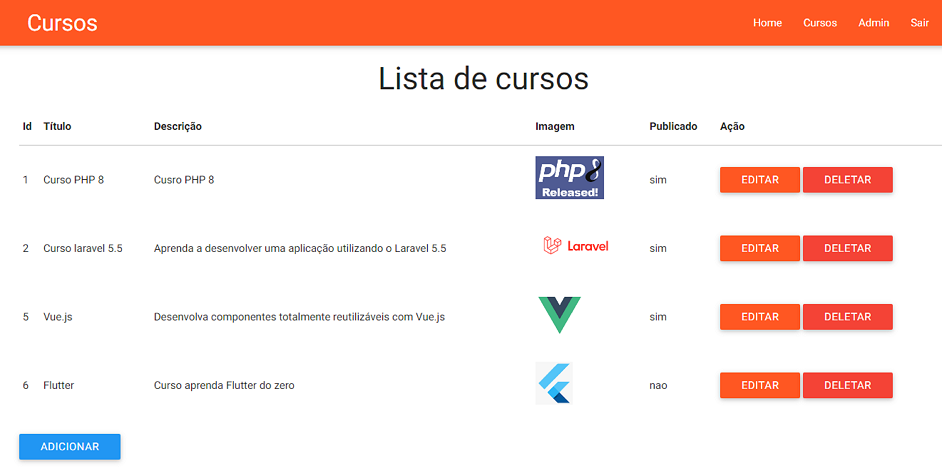 Cursos Home Cursos Admin Sair
Lista de cursos
Id Título Descrição Imagem Publicado Ação
php 8
Released!
1 Curso PHP 8 Cusro PHP 8 sim EDITAR DELETAR
2 Curso laravel 5.5 Aprenda a desenvolver uma aplicação utilizando o Laravel 5.5 Laravel sim EDITAR DELETAR
5 Vue.js Desenvolva componentes totalmente reutilizáveis com Vue.js sim EDITAR DELETAR
6 Flutter Curso aprenda Flutter do zero nao EDITAR DELETAR
ADICIONAR